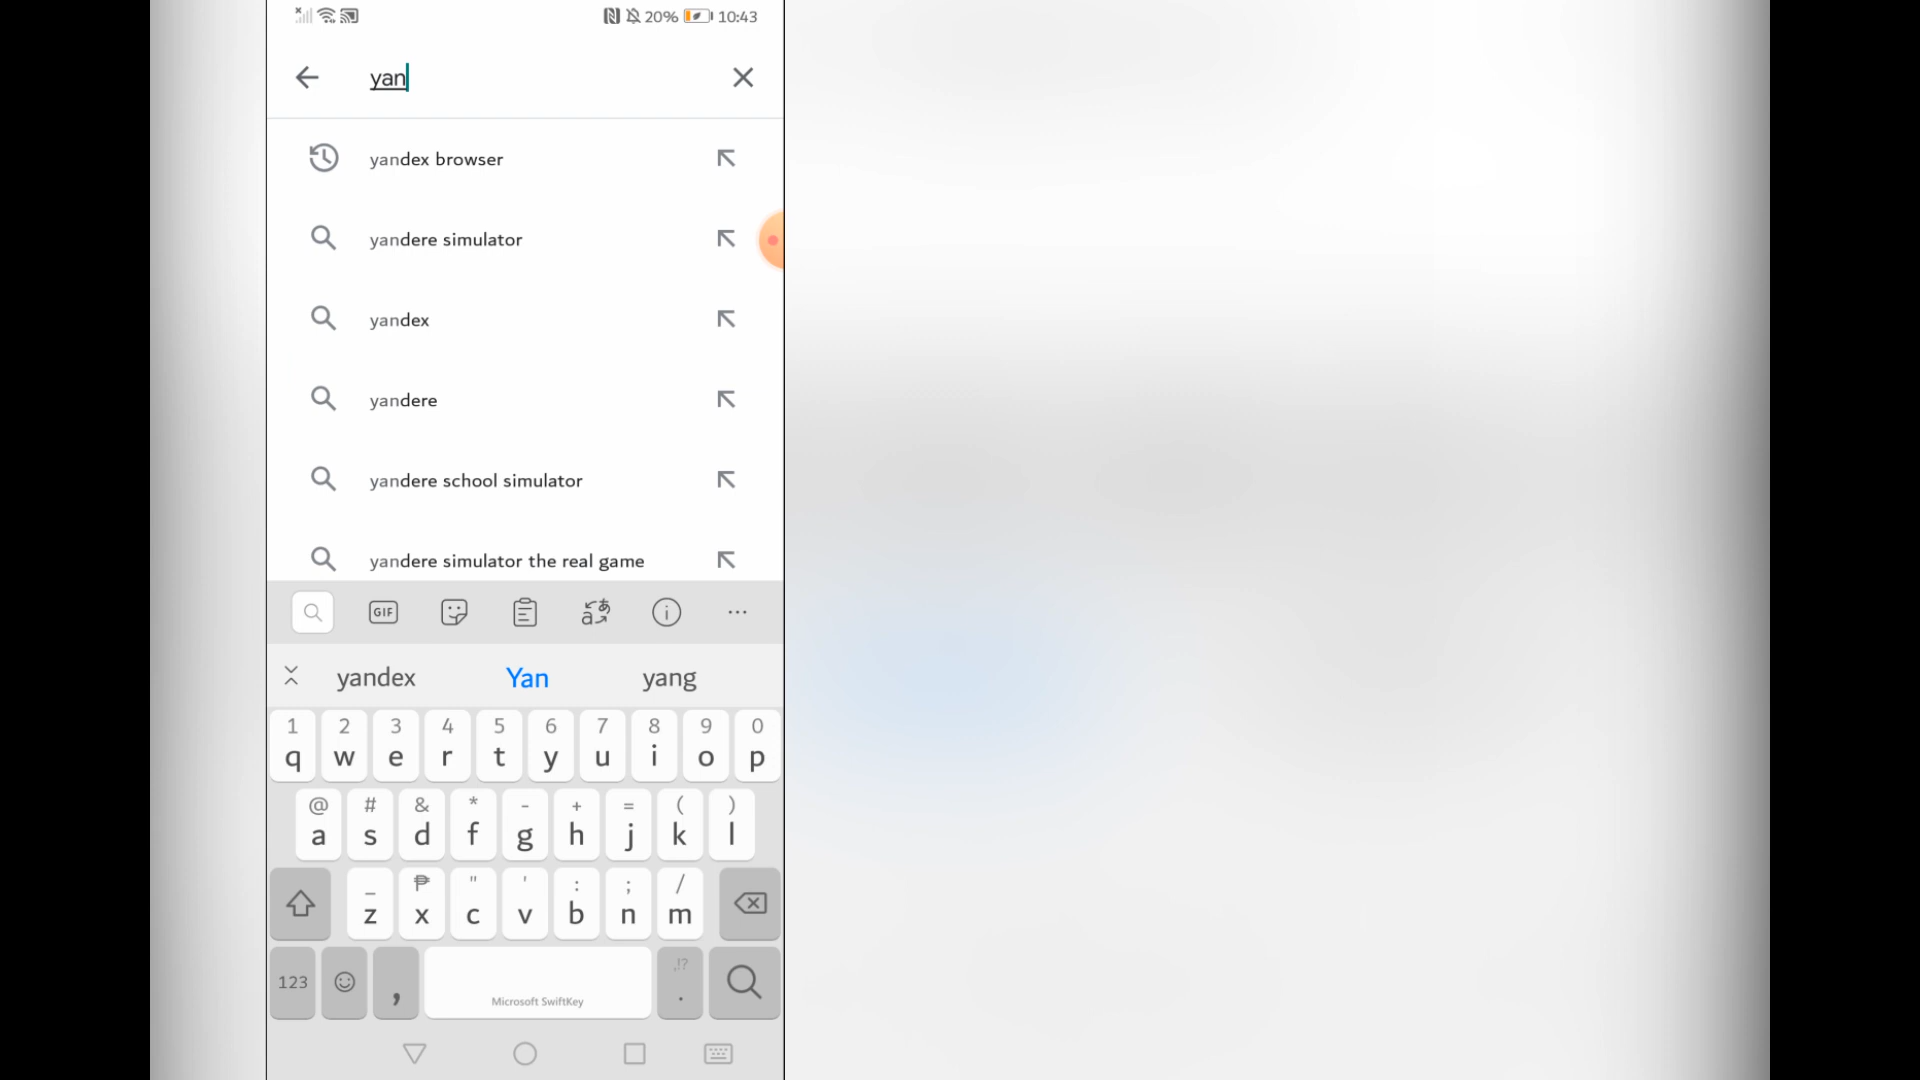 20% 10:43
yan
yandex browser
yandere simulator
yandex
yandere
yandere school simulator
yandere simulator the real game
GIF
yandex Yan yang
1 2 3 4 5 6 7 8 9 0
q w e r t y u i o p
@ # & * - + = ( )
a s d f g h j k l
_ ₱ " ' : ; /
z x c v b n m
,!?
123 , .
Microsoft SwiftKey